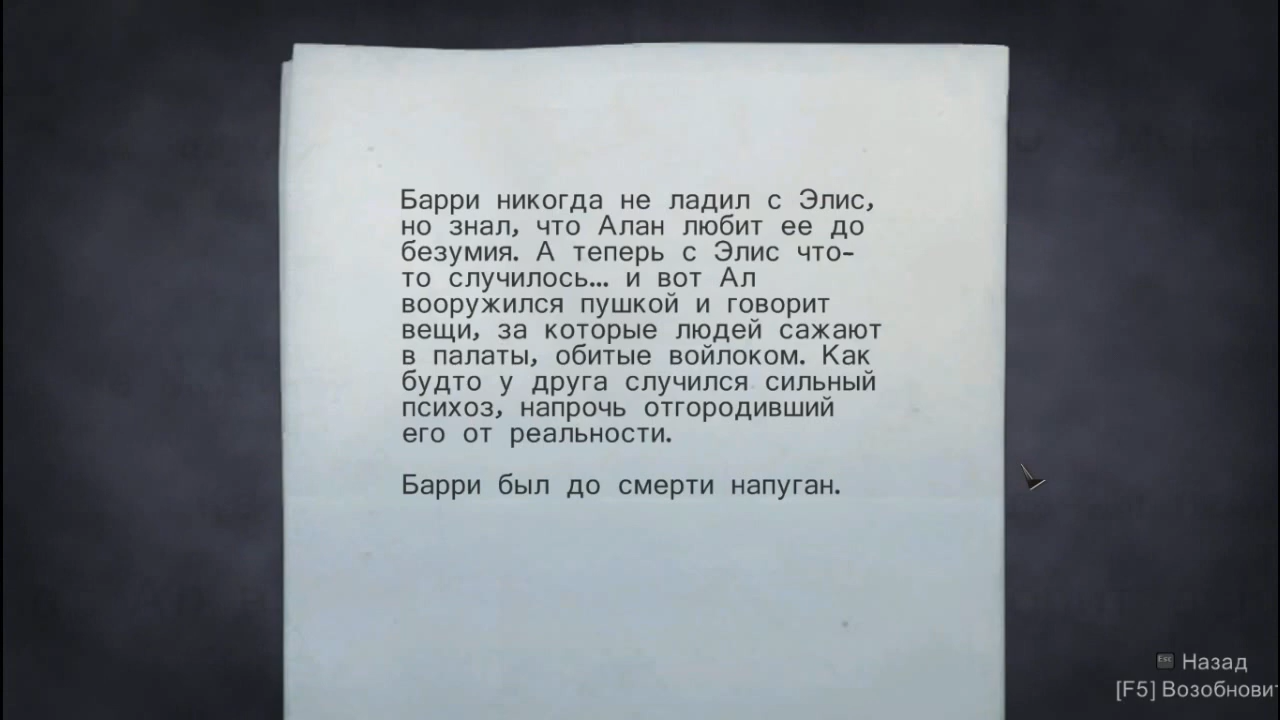 Барри никогда не ладил с Элис,
но знал, что Алан любит ее до
безумия. А теперь с Элис что-
то случилось... и вот Ал
вооружился пушкой и говорит
вещи, за которые людей сажают
в палаты, обитые войлоком. Как
будто у друга случился сильный
психоз, напрочь отгородивший
его от реальности.
Барри был до смерти напуган.
Esc Назад
[F5] Возобновит